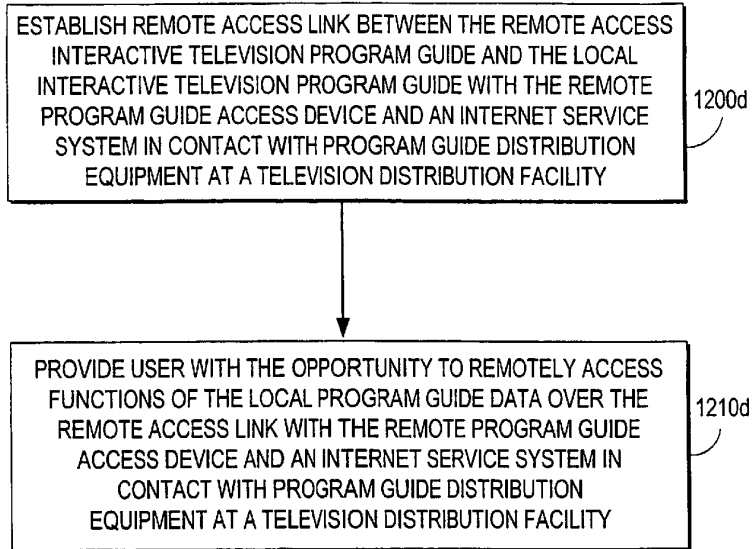 ESTABLISH REMOTE ACCESS LINK BETWEEN THE REMOTE ACCESS
INTERACTIVE TELEVISION PROGRAM GUIDE AND THE LOCAL
INTERACTIVE TELEVISION PROGRAM GUIDE WITH THE REMOTE
PROGRAM GUIDE ACCESS DEVICE AND AN INTERNET SERVICE
SYSTEM IN CONTACT WITH PROGRAM GUIDE DISTRIBUTION
EQUIPMENT AT A TELEVISION DISTRIBUTION FACILITY
1200d
PROVIDE USER WITH THE OPPORTUNITY TO REMOTELY ACCESS
FUNCTIONS OF THE LOCAL PROGRAM GUIDE DATA OVER THE
REMOTE ACCESS LINK WITH THE REMOTE PROGRAM GUIDE
ACCESS DEVICE AND AN INTERNET SERVICE SYSTEM IN
CONTACT WITH PROGRAM GUIDE DISTRIBUTION
EQUIPMENT AT A TELEVISION DISTRIBUTION FACILITY
1210d